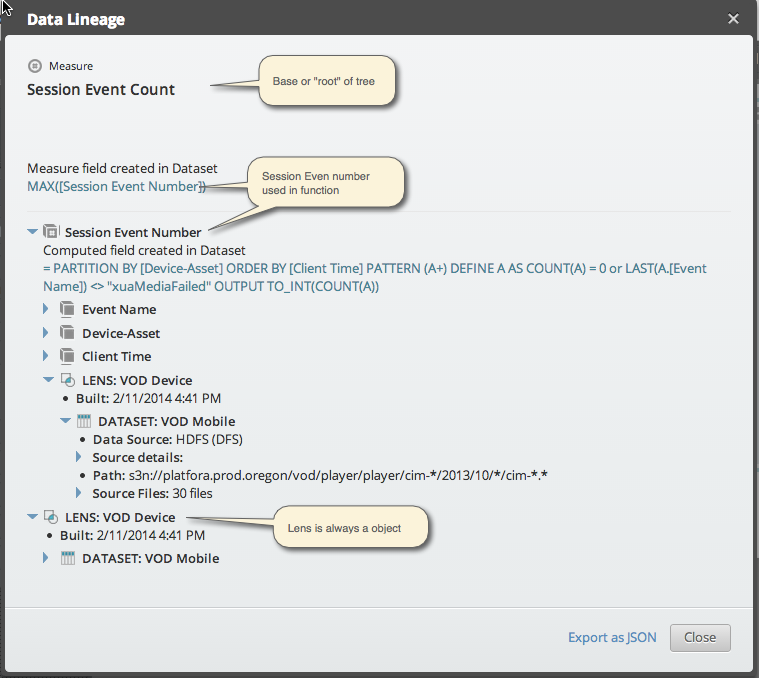 Data Lineage
Measure
Session Event Count
Base or "root" of tree
Measure field created in Dataset
MAX([Session Event Number])
Session Even number
used in function
Session Event Number
Computed field created in Dataset
= PARTITION BY [Device-Asset] ORDER BY [Client Time] PATTERN (A+) DEFINE A AS COUNT(A) = 0 or LAST(A.[Event
Name]) <> "xuaMediaFailed" OUTPUT TO_INT(COUNT(A))
Event Name
Device-Asset
Client Time
LENS: VOD Device
• Built: 2/11/2014 4:41 PM
DATASET: VOD Mobile
• Data Source: HDFS (DFS)
Source details:
• Path: s3n://platfora.prod.oregon/vod/player/player/cim-*/2013/10/*/cim-*.*
Source Files: 30 files
LENS: VOD Device
Lens is always a object
• Built: 2/11/2014 4:41 PM
DATASET: VOD Mobile
Export as JSON
Close